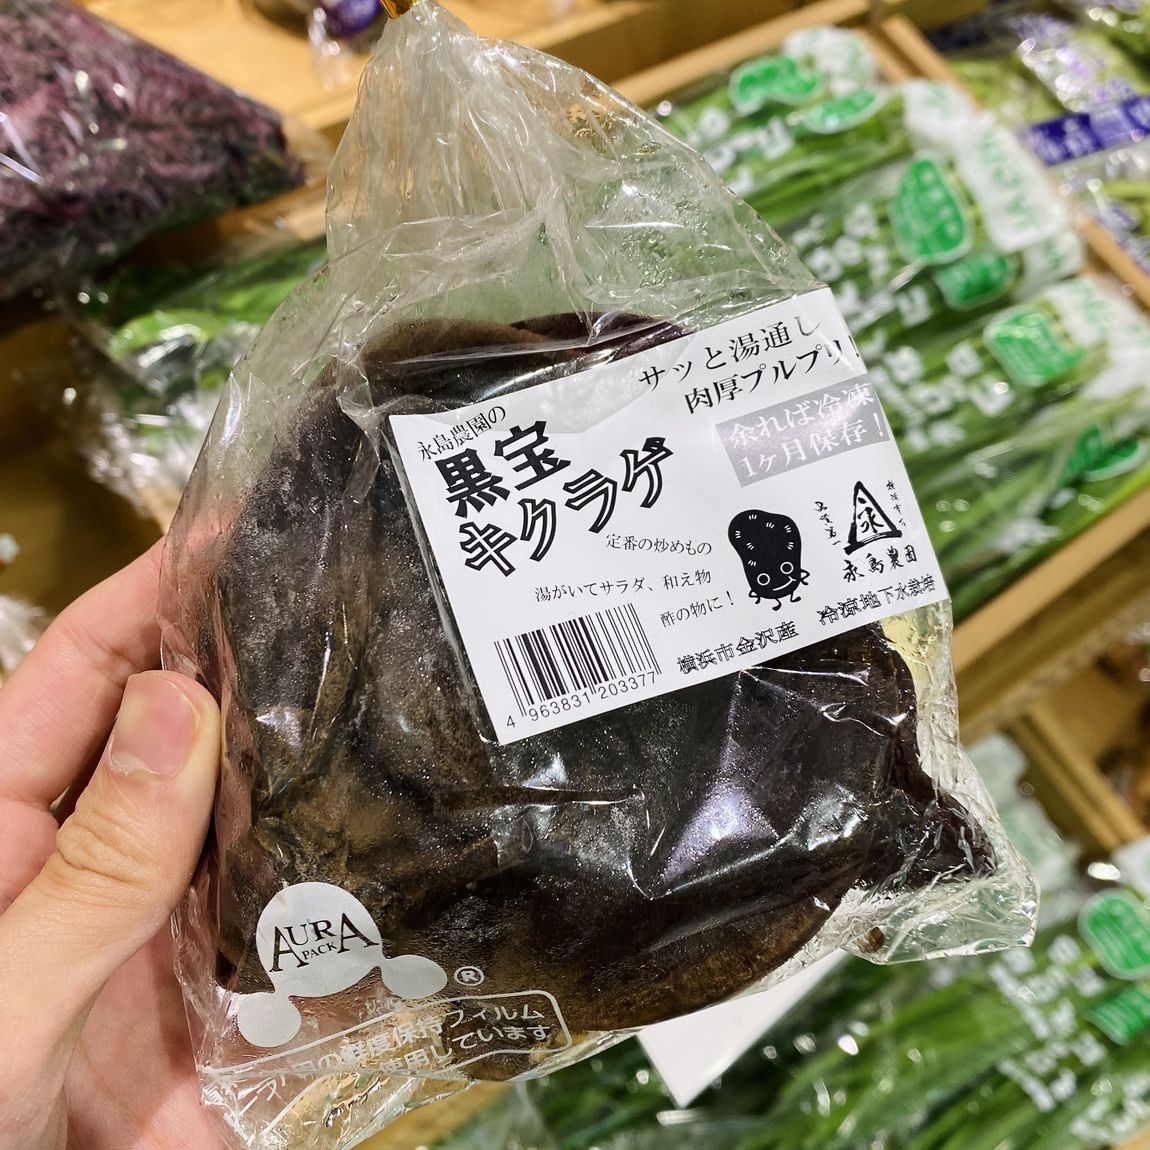 サッと湯通し
肉厚プルプリ!
余れば冷凍
1ヶ月保存!
永島農園の
黒宝
キクラゲ
定番の炒めもの
湯がいてサラダ、和え物
酢の物に!
永島農園
横浜市金沢産 冷涼地下水栽培
4 963831 203377
AURA
PACK
®
鮮度保持フィルム
使用しています